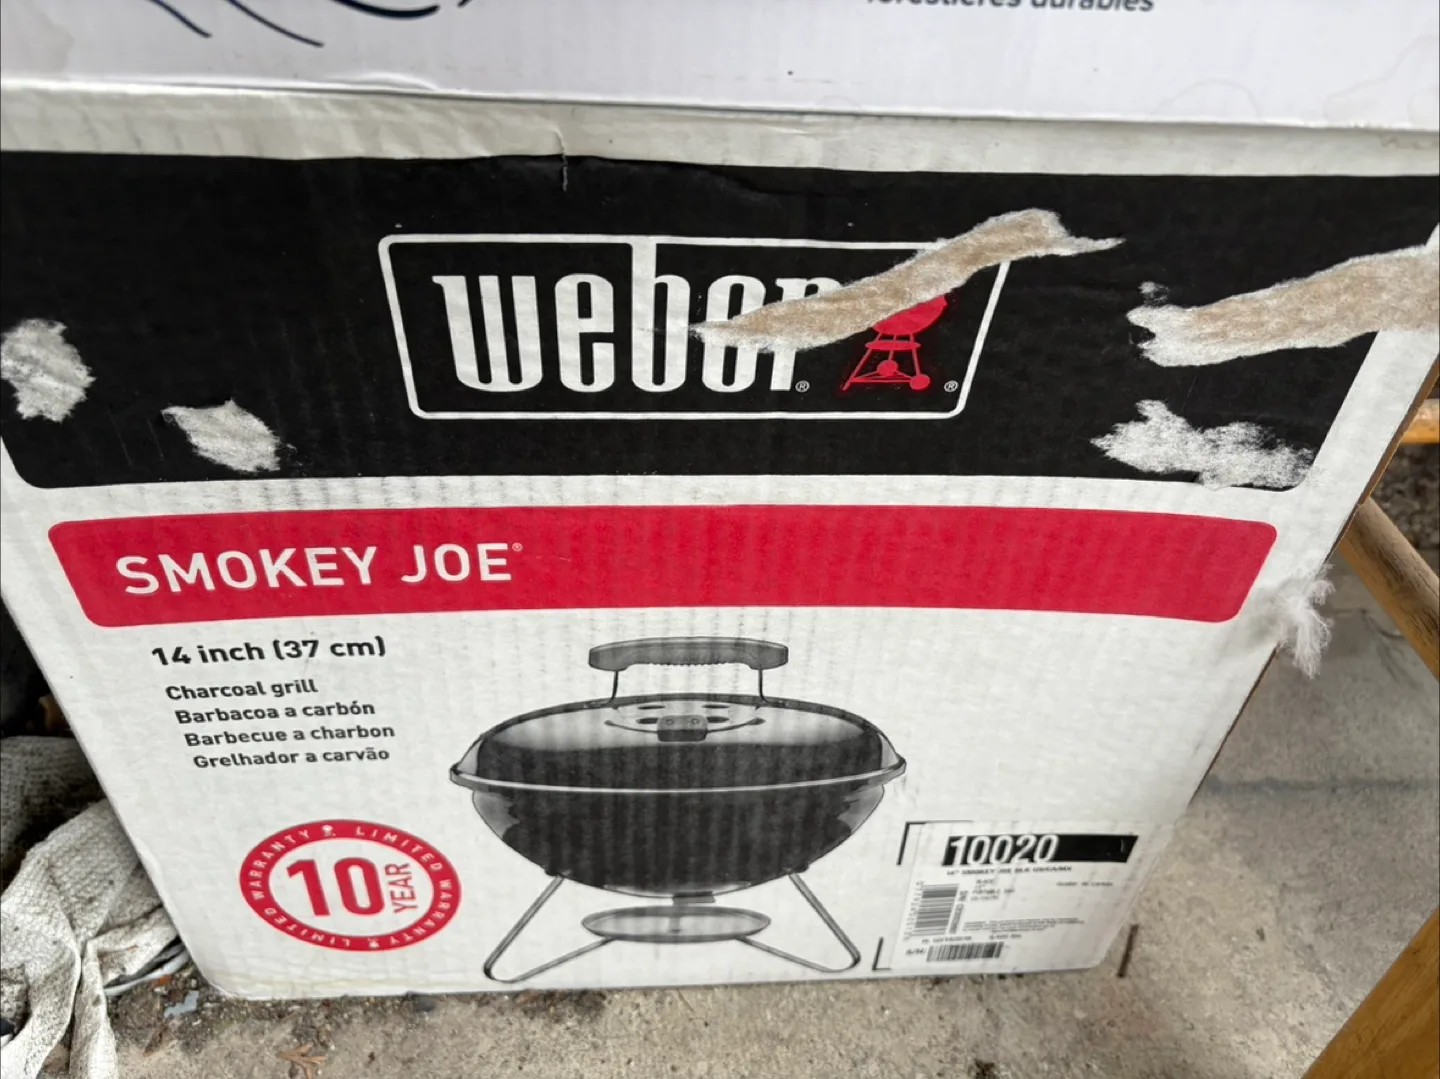 forestières durables
weber
®
®
SMOKEY JOE®
14 inch (37 cm)
Charcoal grill
Barbacoa a carbón
Barbecue a charbon
Grelhador a carvão
LIMITED WARRANTY
10 YEAR
LIMITED WARRANTY
10020